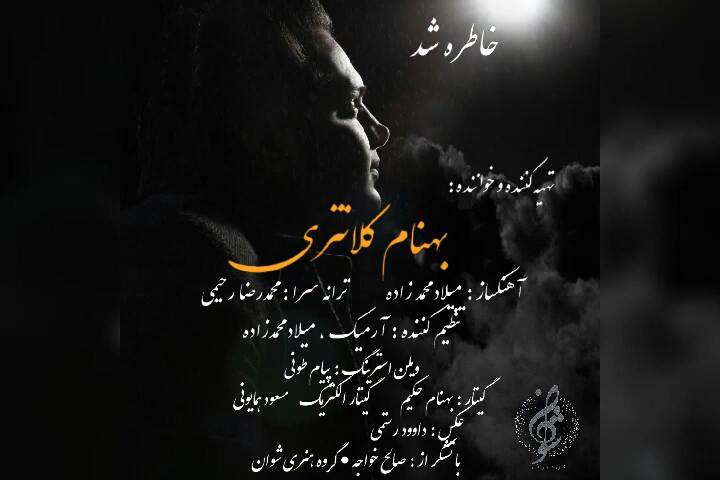 خاطره شد
تهیه کننده و خواننده:
بهنام کلانتری
آهنگساز: میلاد محمدزاده ترانه سرا: محمدرضا رحیمی
تنظیم کننده: آرمیک، میلاد محمدزاده
ویلن استرینگ: پیام طونی
گیتار: بهنام حکیم گیتار الکتریک مسعود همایونی
عکس: داوود رستمی
با تشکر از: صالح خواجه • گروه هنری شوان